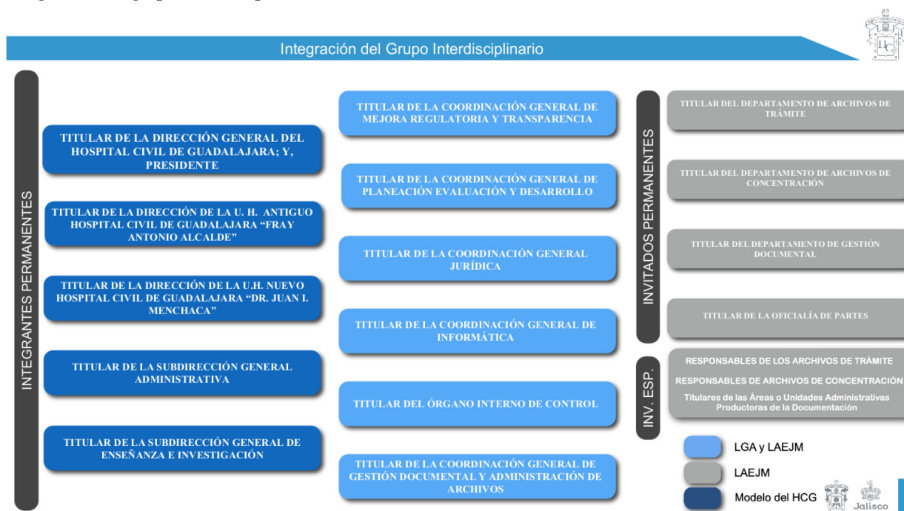 Integración del Grupo Interdisciplinario
INTEGRANTES PERMANENTES
TITULAR DE LA DIRECCIÓN GENERAL DEL
HOSPITAL CIVIL DE GUADALAJARA; Y,
PRESIDENTE
TITULAR DE LA DIRECCIÓN DE LA U. H. ANTIGUO
HOSPITAL CIVIL DE GUADALAJARA “FRAY
ANTONIO ALCALDE”
TITULAR DE LA DIRECCIÓN DE LA U.H. NUEVO
HOSPITAL CIVIL DE GUADALAJARA “DR. JUAN I.
MENCHACA”
TITULAR DE LA SUBDIRECCIÓN GENERAL
ADMINISTRATIVA
TITULAR DE LA SUBDIRECCIÓN GENERAL DE
ENSEÑANZA E INVESTIGACIÓN
TITULAR DE LA COORDINACIÓN GENERAL DE
MEJORA REGULATORIA Y TRANSPARENCIA
TITULAR DE LA COORDINACIÓN GENERAL DE
PLANEACIÓN EVALUACIÓN Y DESARROLLO
TITULAR DE LA COORDINACIÓN GENERAL
JURÍDICA
TITULAR DE LA COORDINACIÓN GENERAL DE
INFORMÁTICA
TITULAR DEL ÓRGANO INTERNO DE CONTROL
TITULAR DE LA COORDINACIÓN GENERAL DE
GESTIÓN DOCUMENTAL Y ADMINISTRACIÓN DE
ARCHIVOS
INVITADOS PERMANENTES
TITULAR DEL DEPARTAMENTO DE ARCHIVOS DE
TRÁMITE
TITULAR DEL DEPARTAMENTO DE ARCHIVOS DE
CONCENTRACIÓN
TITULAR DEL DEPARTAMENTO DE GESTIÓN
DOCUMENTAL
TITULAR DE LA OFICIALÍA DE PARTES
INV. ESP.
RESPONSABLES DE LOS ARCHIVOS DE TRÁMITE
RESPONSABLES DE ARCHIVOS DE CONCENTRACIÓN
Titulares de las Áreas o Unidades Administrativas
Productoras de la Documentación
LGA y LAEJM
LAEJM
Modelo del HCG
Jalisco